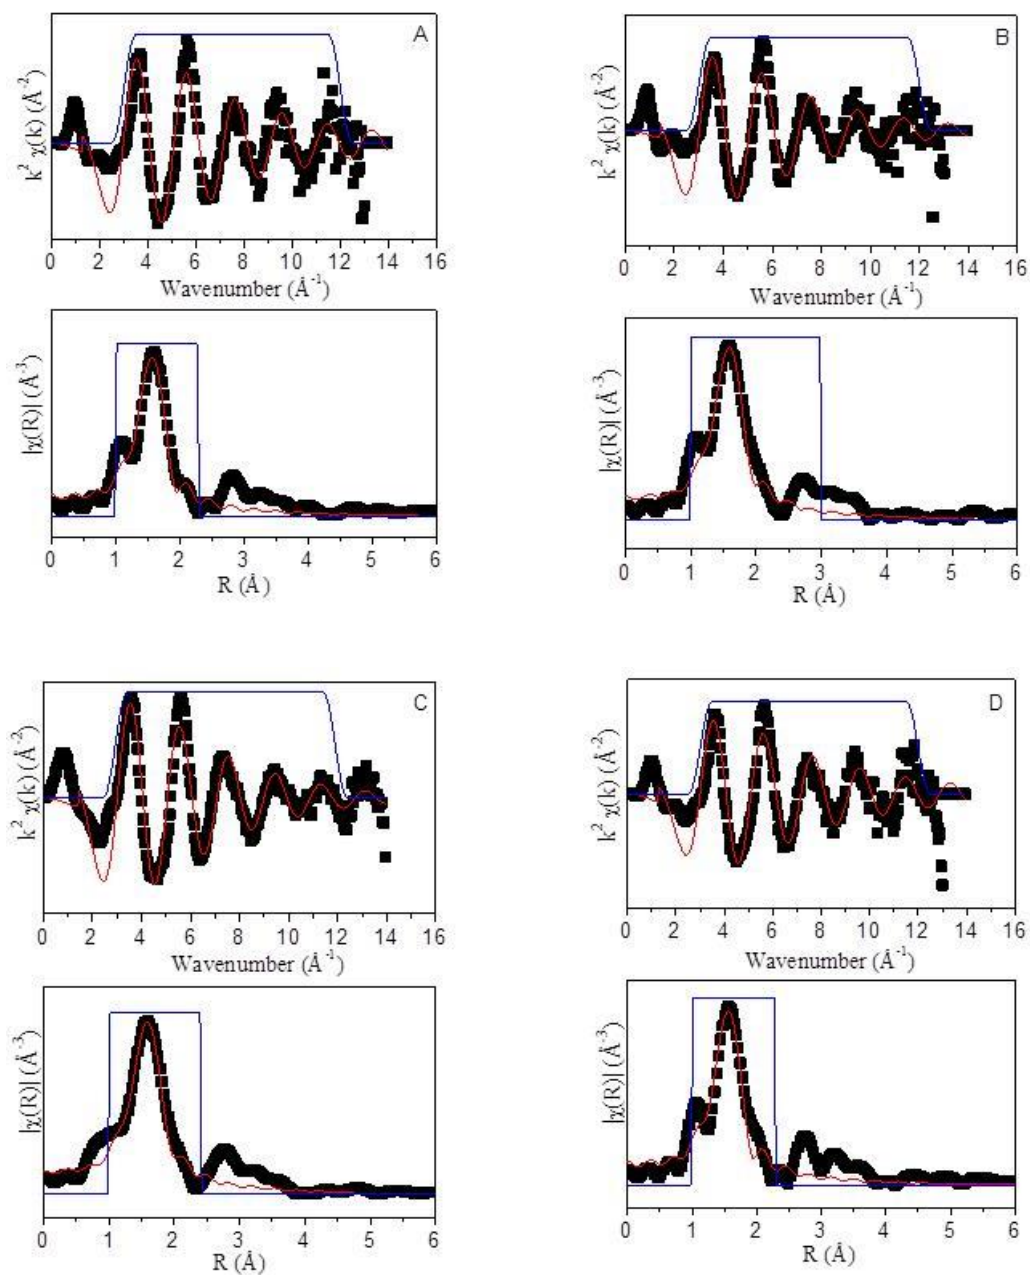 A
k² χ(k) (Å⁻²)
0 2 4 6 8 10 12 14 16
Wavenumber (Å⁻¹)
|χ(R)| (Å⁻³)
0 1 2 3 4 5 6
R (Å)
B
k² χ(k) (Å⁻²)
0 2 4 6 8 10 12 14 16
Wavenumber (Å⁻¹)
|χ(R)| (Å⁻³)
0 1 2 3 4 5 6
R (Å)
C
k² χ(k) (Å⁻²)
0 2 4 6 8 10 12 14 16
Wavenumber (Å⁻¹)
|χ(R)| (Å⁻³)
0 1 2 3 4 5 6
R (Å)
D
k² χ(k) (Å⁻²)
0 2 4 6 8 10 12 14 16
Wavenumber (Å⁻¹)
|χ(R)| (Å⁻³)
0 1 2 3 4 5 6
R (Å)